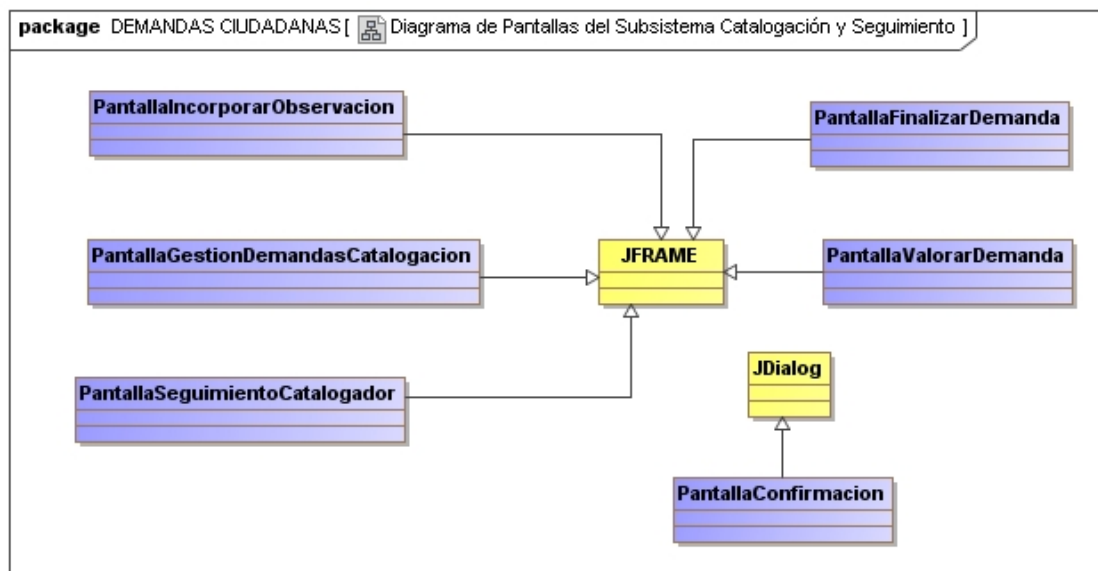 package DEMANDAS CIUDADANAS [ Diagrama de Pantallas del Subsistema Catalogación y Seguimiento ]
PantallaIncorporarObservacion
PantallaFinalizarDemanda
PantallaGestionDemandasCatalogacion
JFRAME
PantallaValorarDemanda
PantallaSeguimientoCatalogador
JDialog
PantallaConfirmacion